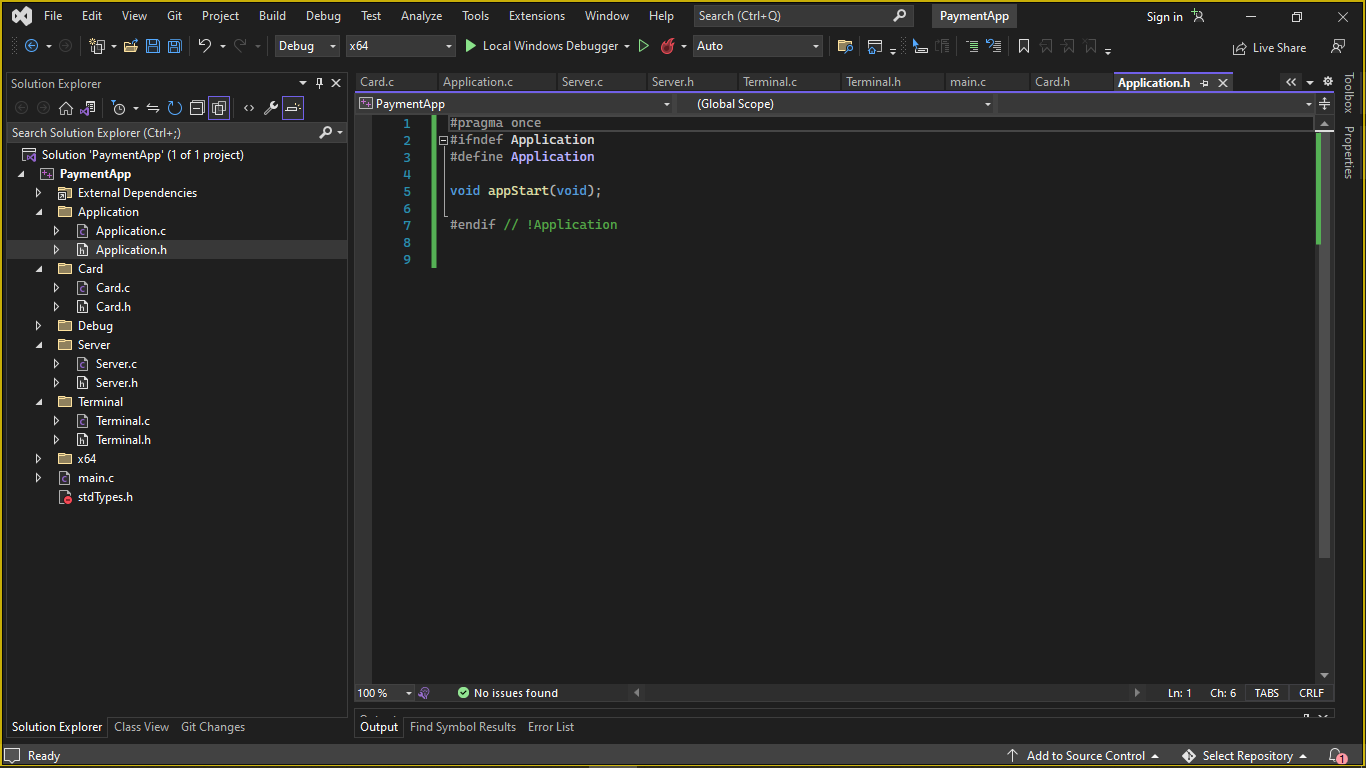 File Edit View Git Project Build Debug Test Analyze Tools Extensions Window Help Search (Ctrl+Q) PaymentApp Sign in
Debug x64 Local Windows Debugger Auto Live Share
Solution Explorer
Search Solution Explorer (Ctrl+;)
Solution 'PaymentApp' (1 of 1 project)
PaymentApp
External Dependencies
Application
Application.c
Application.h
Card
Card.c
Card.h
Debug
Server
Server.c
Server.h
Terminal
Terminal.c
Terminal.h
x64
main.c
stdTypes.h
Solution Explorer Class View Git Changes
Card.c Application.c Server.c Server.h Terminal.c Terminal.h main.c Card.h Application.h
PaymentApp (Global Scope)
1 #pragma once
2 #ifndef Application
3 #define Application
4
5 void appStart(void);
6
7 #endif // !Application
8
9
100 % No issues found Ln: 1 Ch: 6 TABS CRLF
Output Find Symbol Results Error List
Toolbox
Properties
Ready Add to Source Control Select Repository 1